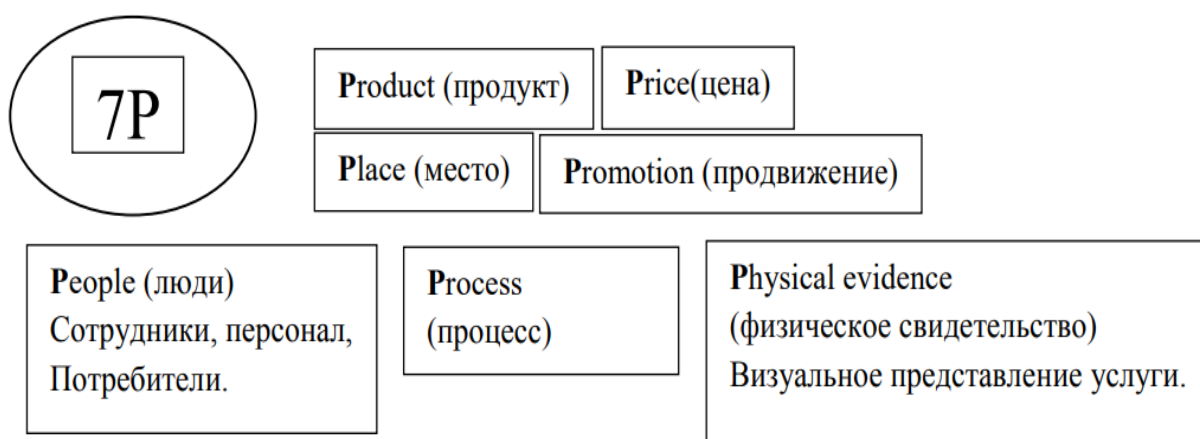 7P
Product (продукт)
Price(цена)
Place (место)
Promotion (продвижение)
People (люди)
Сотрудники, персонал,
Потребители.
Process
(процесс)
Physical evidence
(физическое свидетельство)
Визуальное представление услуги.